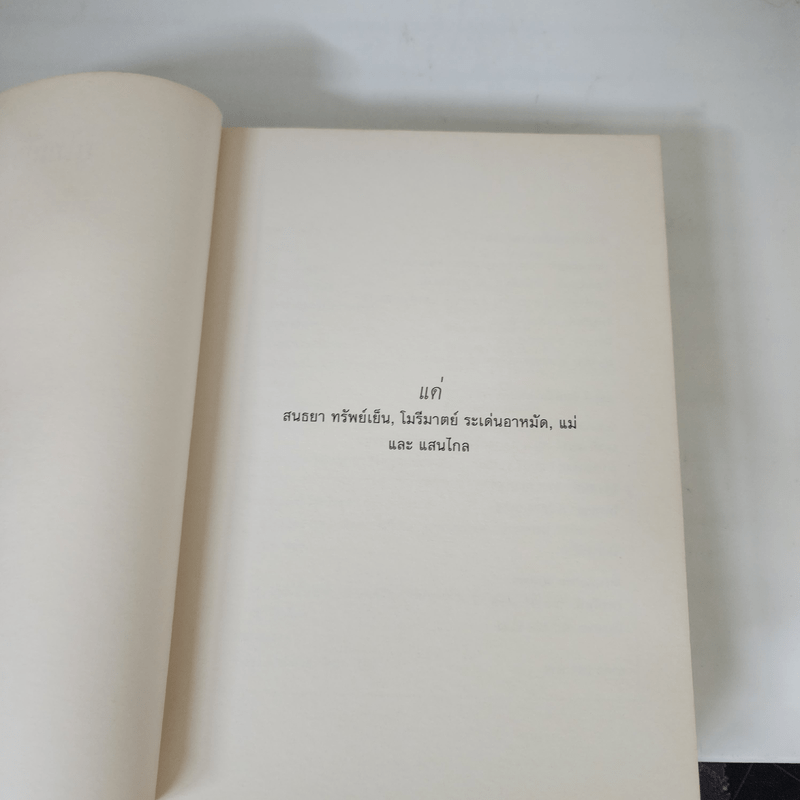 แด่
สนธยา ทรัพย์เย็น, โมรีมาตย์ ระเด่นอาหมัด, แม่
และ แสนไกล